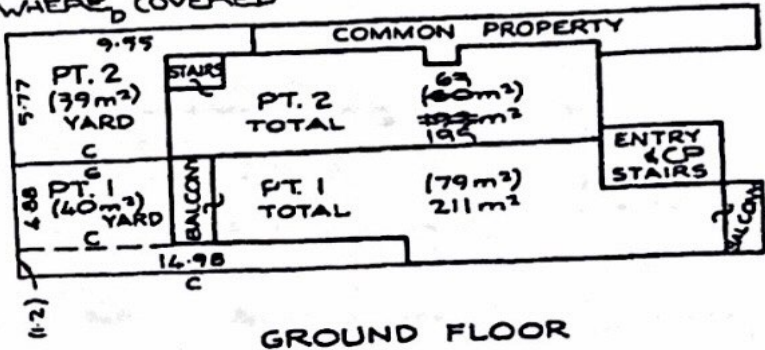 WHERE COVERED
D
9.95
COMMON PROPERTY
PT. 2
(39m²)
YARD
5.77
C
STAIRS
PT. 2
TOTAL
67
(60m²)
m²
195
ENTRY
& CP
STAIRS
G
PT. 1
(40m²)
YARD
4.88
C
BALCONY
PT. 1
TOTAL
(79m²)
211m²
14.98
C
(1.2)
GROUND FLOOR